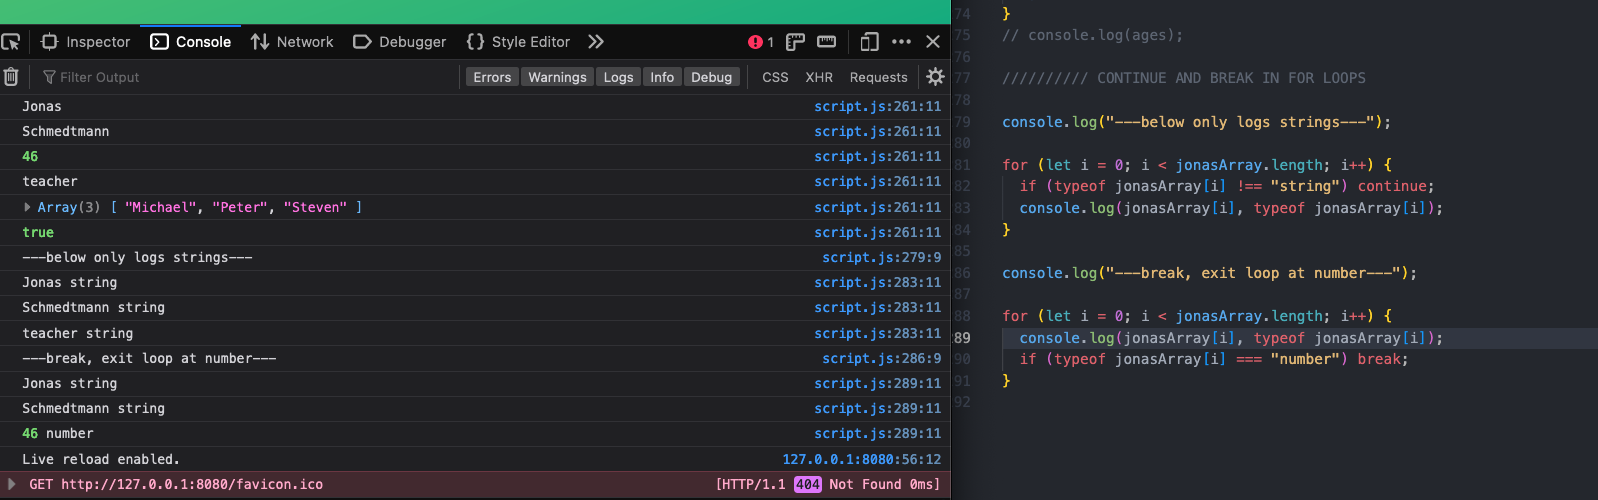 Inspector Console Network Debugger {} Style Editor 1
Filter Output Errors Warnings Logs Info Debug CSS XHR Requests
Jonas script.js:261:11
Schmedtmann script.js:261:11
46 script.js:261:11
teacher script.js:261:11
Array(3) [ "Michael", "Peter", "Steven" ] script.js:261:11
true script.js:261:11
---below only logs strings--- script.js:279:9
Jonas string script.js:283:11
Schmedtmann string script.js:283:11
teacher string script.js:283:11
---break, exit loop at number--- script.js:286:9
Jonas string script.js:289:11
Schmedtmann string script.js:289:11
46 number script.js:289:11
Live reload enabled. 127.0.0.1:8080:56:12
GET http://127.0.0.1:8080/favicon.ico [HTTP/1.1 404 Not Found 0ms]
74 }
75 // console.log(ages);
76
77 ////////// CONTINUE AND BREAK IN FOR LOOPS
78
79 console.log("---below only logs strings---");
80
81 for (let i = 0; i < jonasArray.length; i++) {
82 if (typeof jonasArray[i] !== "string") continue;
83 console.log(jonasArray[i], typeof jonasArray[i]);
84 }
85
86 console.log("---break, exit loop at number---");
87
88 for (let i = 0; i < jonasArray.length; i++) {
289 console.log(jonasArray[i], typeof jonasArray[i]);
90 if (typeof jonasArray[i] === "number") break;
91 }
92